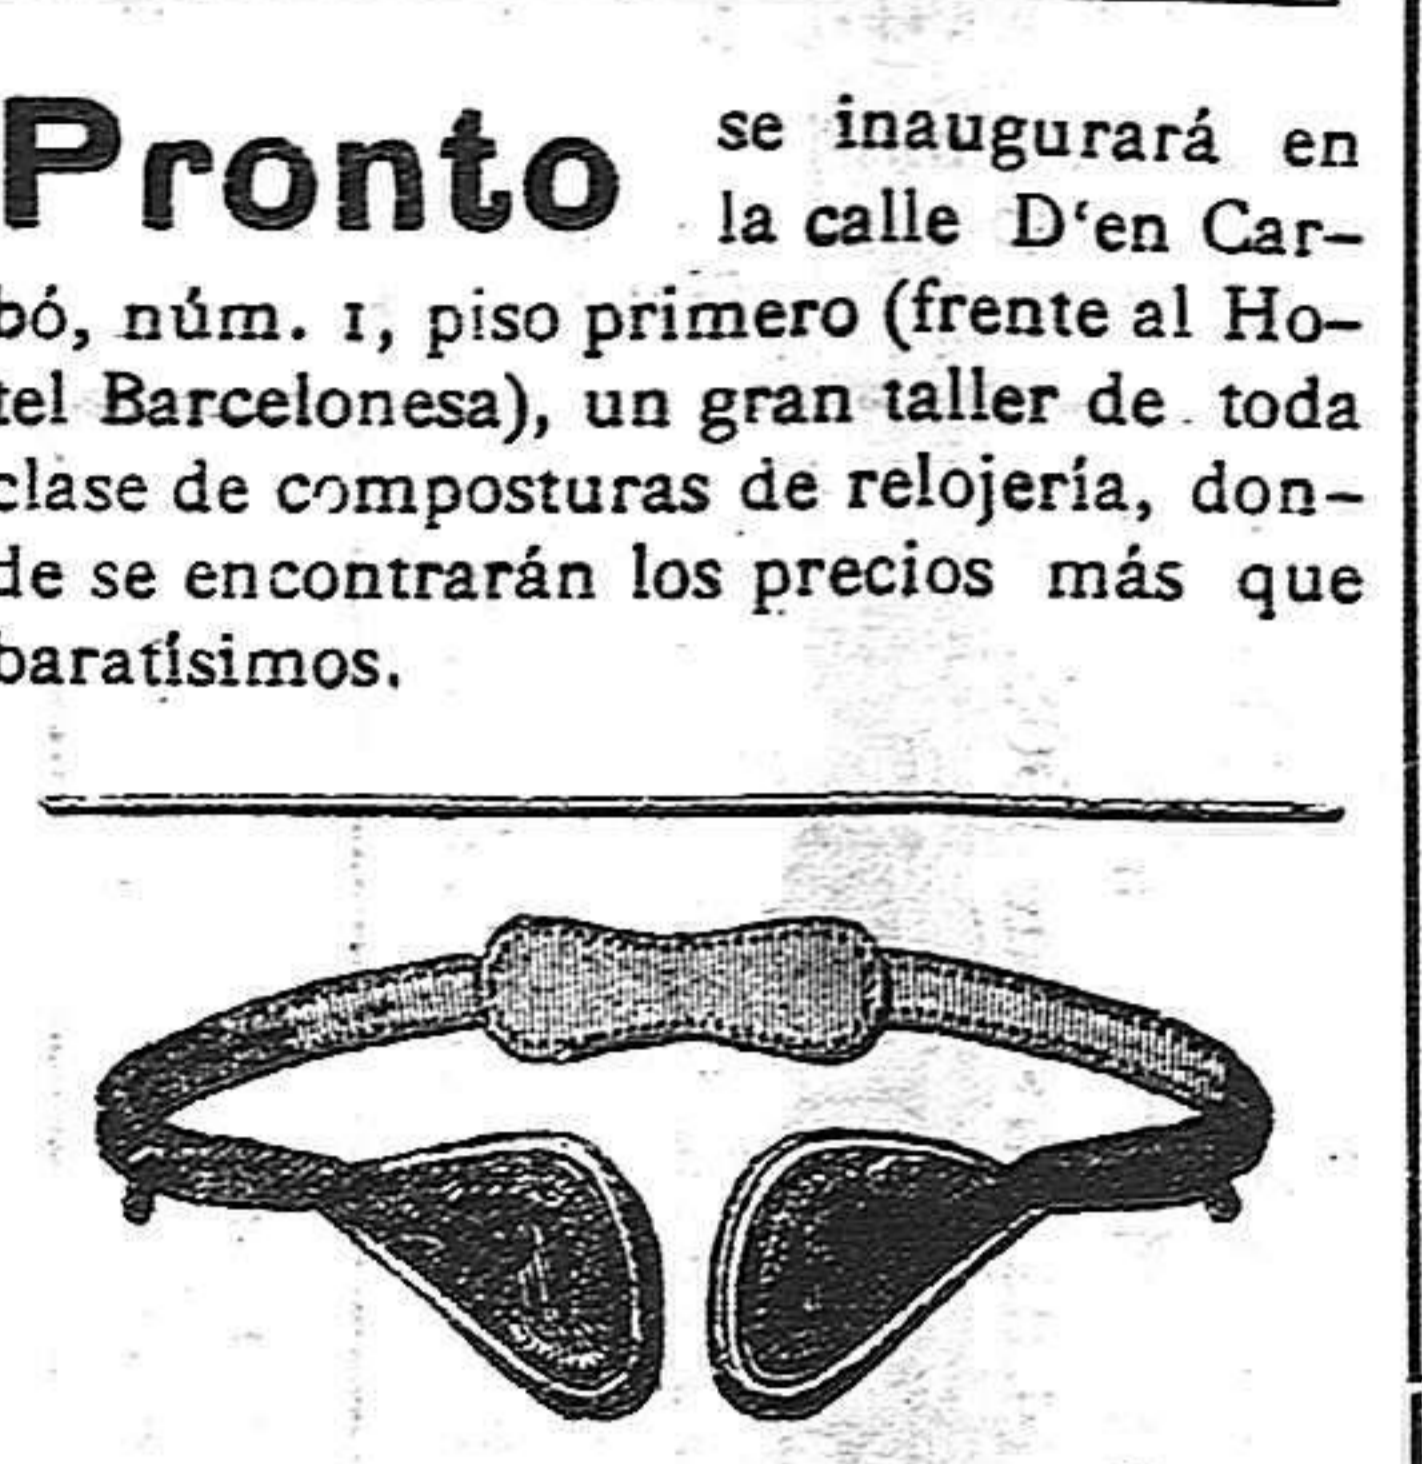 Pronto se inaugurará en
la calle D‘en Car-
bó, núm. 1, piso primero (frente al Ho-
tel Barcelonesa), un gran taller de toda
clase de composturas de relojería, don-
de se encontrarán los precios más que
baratísimos.